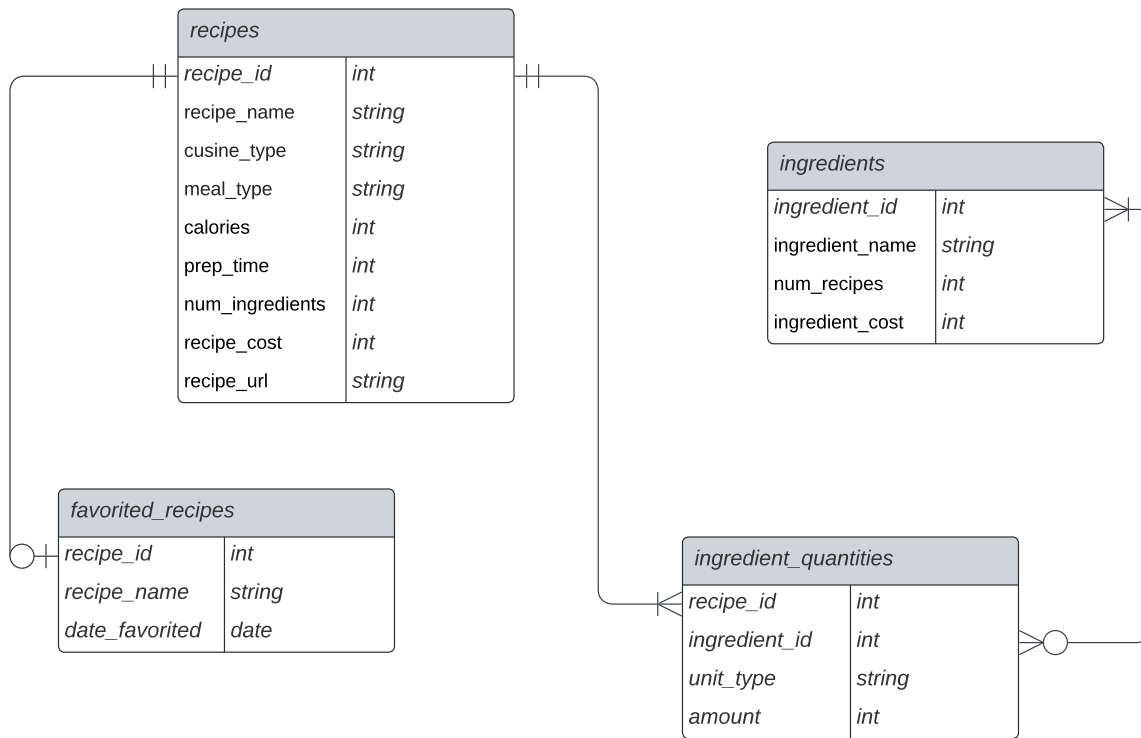 recipes
recipe_id int
recipe_name string
cusine_type string
meal_type string
calories int
prep_time int
num_ingredients int
recipe_cost int
recipe_url string
ingredients
ingredient_id int
ingredient_name string
num_recipes int
ingredient_cost int
favorited_recipes
recipe_id int
recipe_name string
date_favorited date
ingredient_quantities
recipe_id int
ingredient_id int
unit_type string
amount int